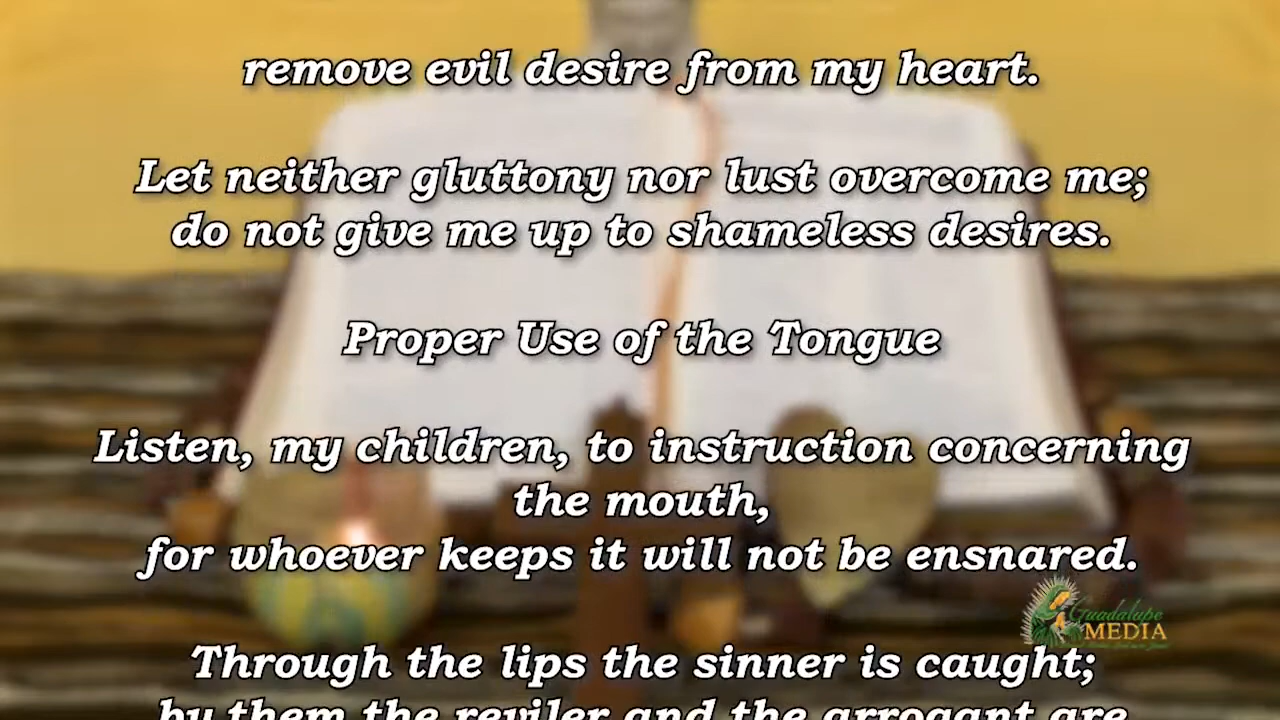 remove evil desire from my heart.
Let neither gluttony nor lust overcome me;
do not give me up to shameless desires.
Proper Use of the Tongue
Listen, my children, to instruction concerning
the mouth,
for whoever keeps it will not be ensnared.
Guadalupe
MEDIA
Through the lips the sinner is caught;
by them the reviler and the arrogant are